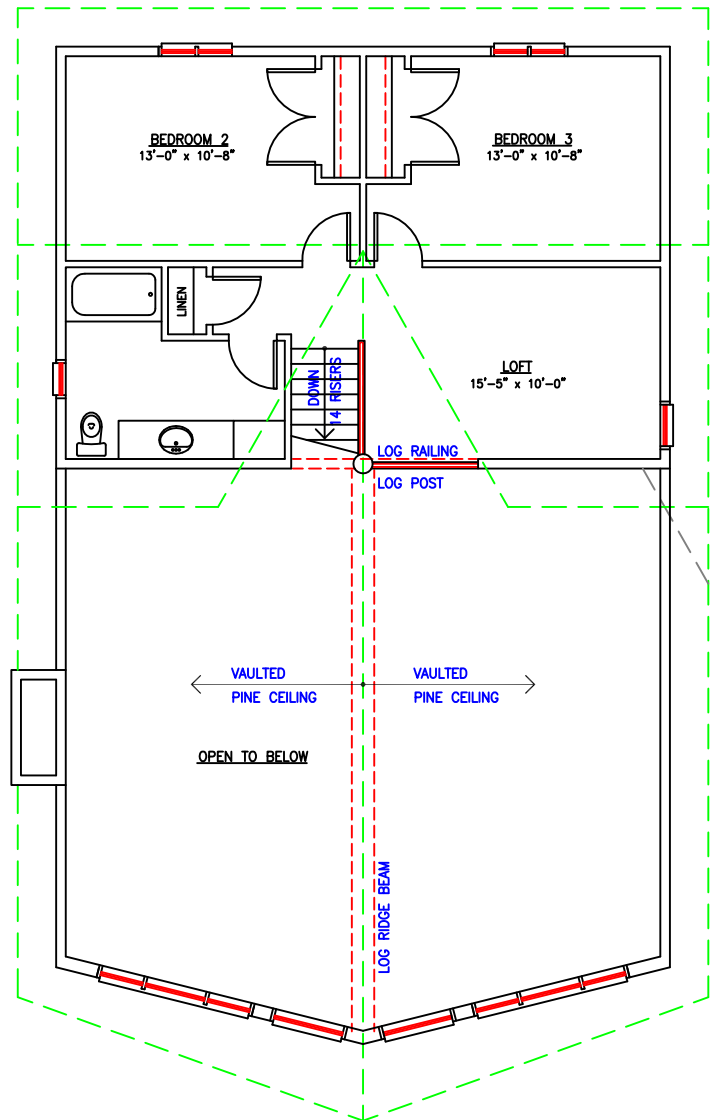 BEDROOM 2
13'-0" x 10'-8"
BEDROOM 3
13'-0" x 10'-8"
LINEN
DOWN
14 RISERS
LOFT
15'-5" x 10'-0"
LOG RAILING
LOG POST
VAULTED
PINE CEILING
VAULTED
PINE CEILING
OPEN TO BELOW
LOG RIDGE BEAM